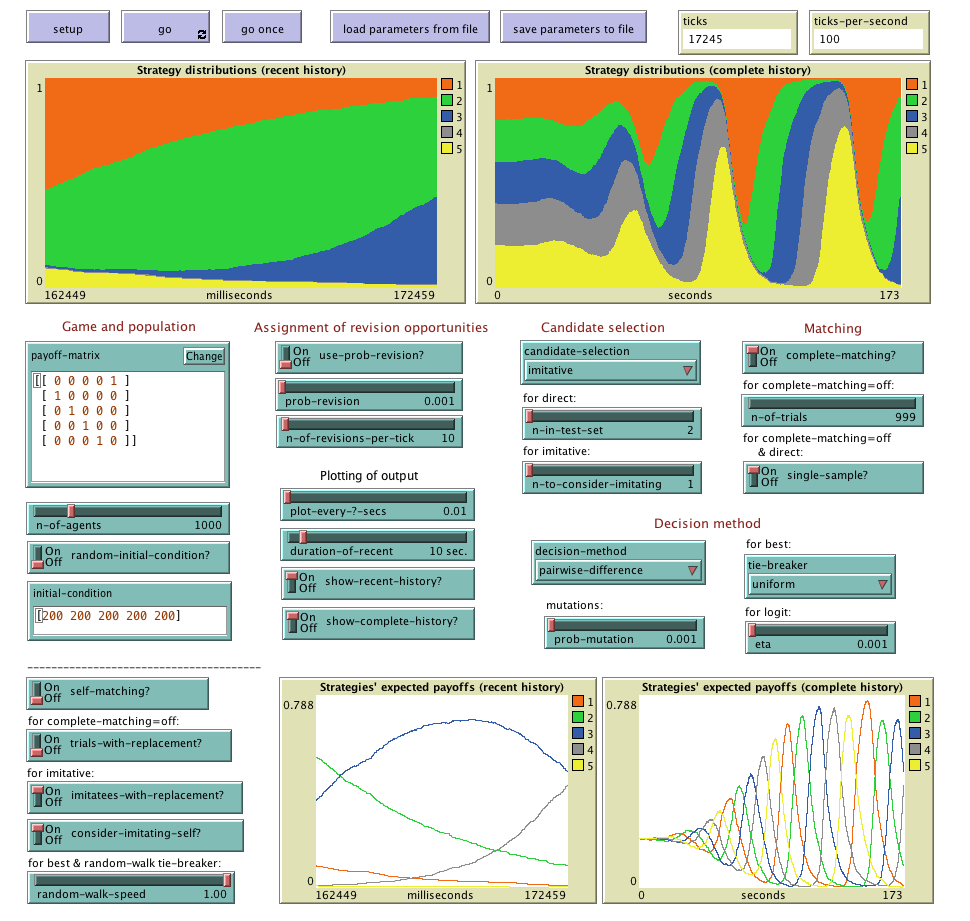 setup
go
go once
load parameters from file
save parameters to file
ticks
17245
ticks-per-second
100
Strategy distributions (recent history)
1
0
162449
milliseconds
172459
1
2
3
4
5
Strategy distributions (complete history)
1
0
0
seconds
173
1
2
3
4
5
Game and population
payoff-matrix
Change
[[ 0 0 0 0 1 ]
[ 1 0 0 0 0 ]
[ 0 1 0 0 0 ]
[ 0 0 1 0 0 ]
[ 0 0 0 1 0 ]]
n-of-agents 1000
On
Off
random-initial-condition?
initial-condition
[200 200 200 200 200]
Assignment of revision opportunities
On
Off
use-prob-revision?
prob-revision 0.001
n-of-revisions-per-tick 10
Plotting of output
plot-every-?-secs 0.01
duration-of-recent 10 sec.
On
Off
show-recent-history?
On
Off
show-complete-history?
Candidate selection
candidate-selection
imitative
for direct:
n-in-test-set 2
for imitative:
n-to-consider-imitating 1
Matching
On
Off
complete-matching?
for complete-matching=off:
n-of-trials 999
for complete-matching=off
& direct:
On
Off
single-sample?
Decision method
decision-method
pairwise-difference
mutations:
prob-mutation 0.001
for best:
tie-breaker
uniform
for logit:
eta 0.001
------------------------------
On
Off
self-matching?
for complete-matching=off:
On
Off
trials-with-replacement?
for imitative:
On
Off
imitatees-with-replacement?
On
Off
consider-imitating-self?
for best & random-walk tie-breaker:
random-walk-speed 1.00
Strategies' expected payoffs (recent history)
0.788
0
162449
milliseconds
172459
1
2
3
4
5
Strategies' expected payoffs (complete history)
0.788
0
0
seconds
173
1
2
3
4
5